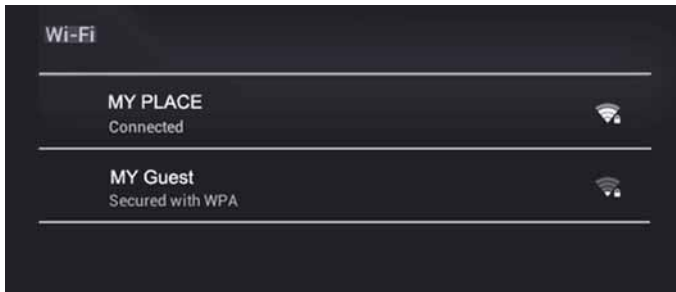 Wi-Fi
MY PLACE
Connected
MY Guest
Secured with WPA